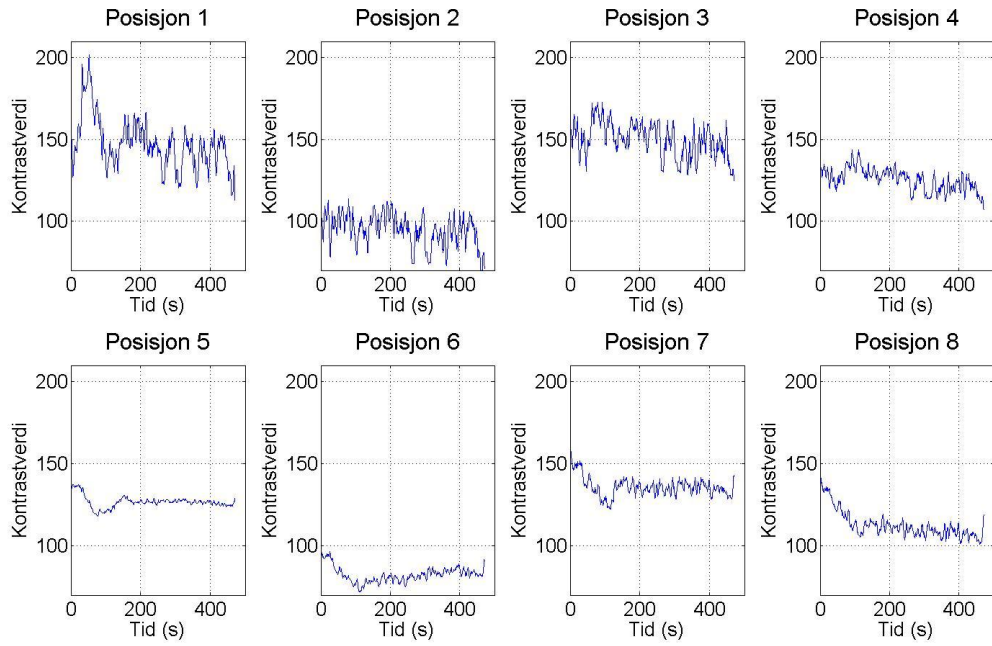 Posisjon 1
Posisjon 2
Posisjon 3
Posisjon 4
200
150
100
Kontrastverdi
0 200 400
Tid (s)
200
150
100
Kontrastverdi
0 200 400
Tid (s)
200
150
100
Kontrastverdi
0 200 400
Tid (s)
200
150
100
Kontrastverdi
0 200 400
Tid (s)
Posisjon 5
Posisjon 6
Posisjon 7
Posisjon 8
200
150
100
Kontrastverdi
0 200 400
Tid (s)
200
150
100
Kontrastverdi
0 200 400
Tid (s)
200
150
100
Kontrastverdi
0 200 400
Tid (s)
200
150
100
Kontrastverdi
0 200 400
Tid (s)